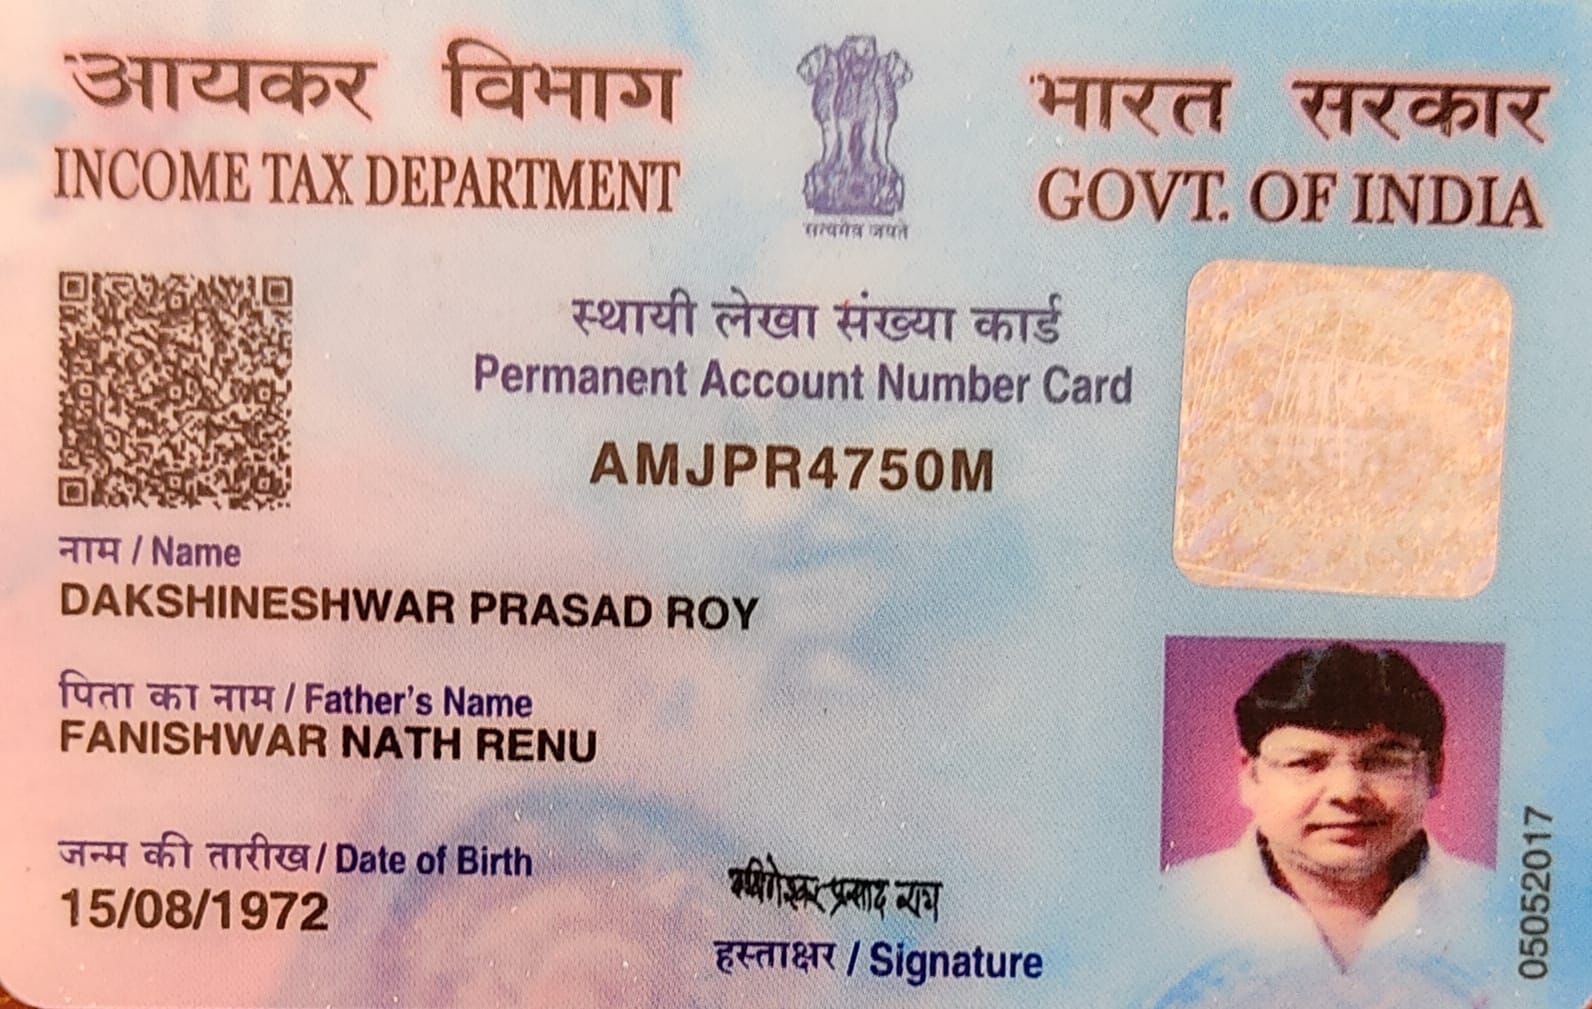 आयकर विभाग
INCOME TAX DEPARTMENT
सत्यमेव जयते
भारत सरकार
GOVT. OF INDIA
स्थायी लेखा संख्या कार्ड
Permanent Account Number Card
AMJPR4750M
नाम / Name
DAKSHINESHWAR PRASAD ROY
पिता का नाम / Father's Name
FANISHWAR NATH RENU
जन्म की तारीख / Date of Birth
15/08/1972
प्रसाद राय
हस्ताक्षर / Signature
05052017